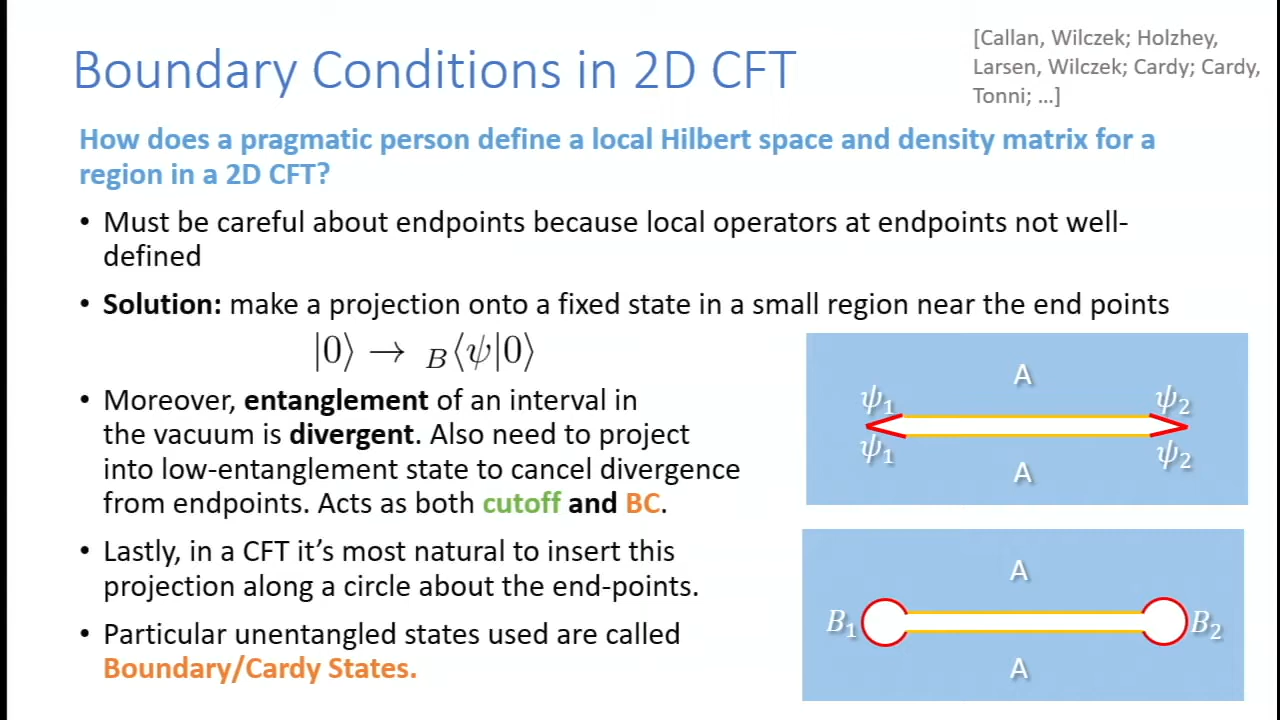 Boundary Conditions in 2D CFT
[Callan, Wilczek; Holzhey,
Larsen, Wilczek; Cardy; Cardy,
Tonni; …]
How does a pragmatic person define a local Hilbert space and density matrix for a
region in a 2D CFT?
• Must be careful about endpoints because local operators at endpoints not well-
defined
• Solution: make a projection onto a fixed state in a small region near the end points
|0⟩ → _B⟨ψ|0⟩
• Moreover, entanglement of an interval in
the vacuum is divergent. Also need to project
into low-entanglement state to cancel divergence
from endpoints. Acts as both cutoff and BC.
• Lastly, in a CFT it's most natural to insert this
projection along a circle about the end-points.
• Particular unentangled states used are called
Boundary/Cardy States.
A
ψ₁ ψ₂
ψ₁ ψ₂
A
A
B₁ B₂
A